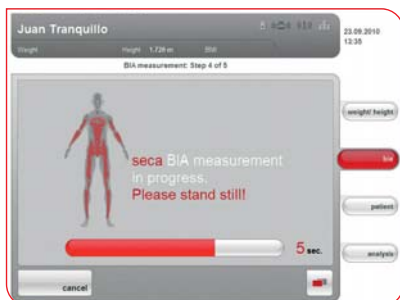 Juan Tranquillo
23.09.2010
13:35
Weight Height 1.720 m BMI
BIA measurement: Step 4 of 5
weight/ height
seca BIA measurement
in progress.
Please stand still!
bia
patient
5 sec.
analysis
cancel